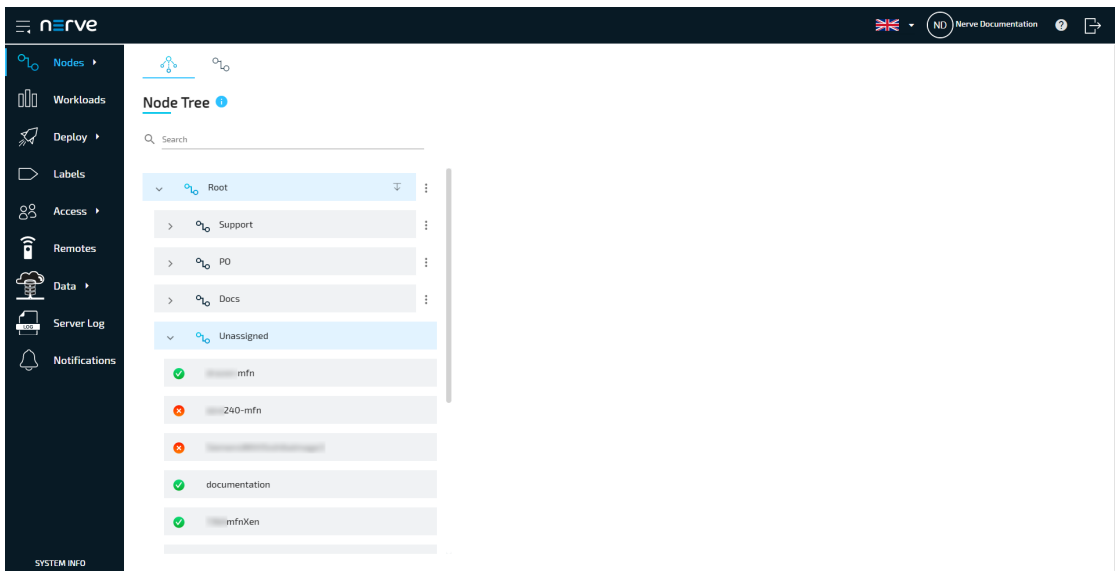 nerve
ND Nerve Documentation ?
Nodes
Workloads
Deploy
Labels
Access
Remotes
Data
LOG Server Log
Notifications
SYSTEM INFO
Node Tree i
Search
Root
Support
PO
Docs
Unassigned
mfn
240-mfn
documentation
mfnXen